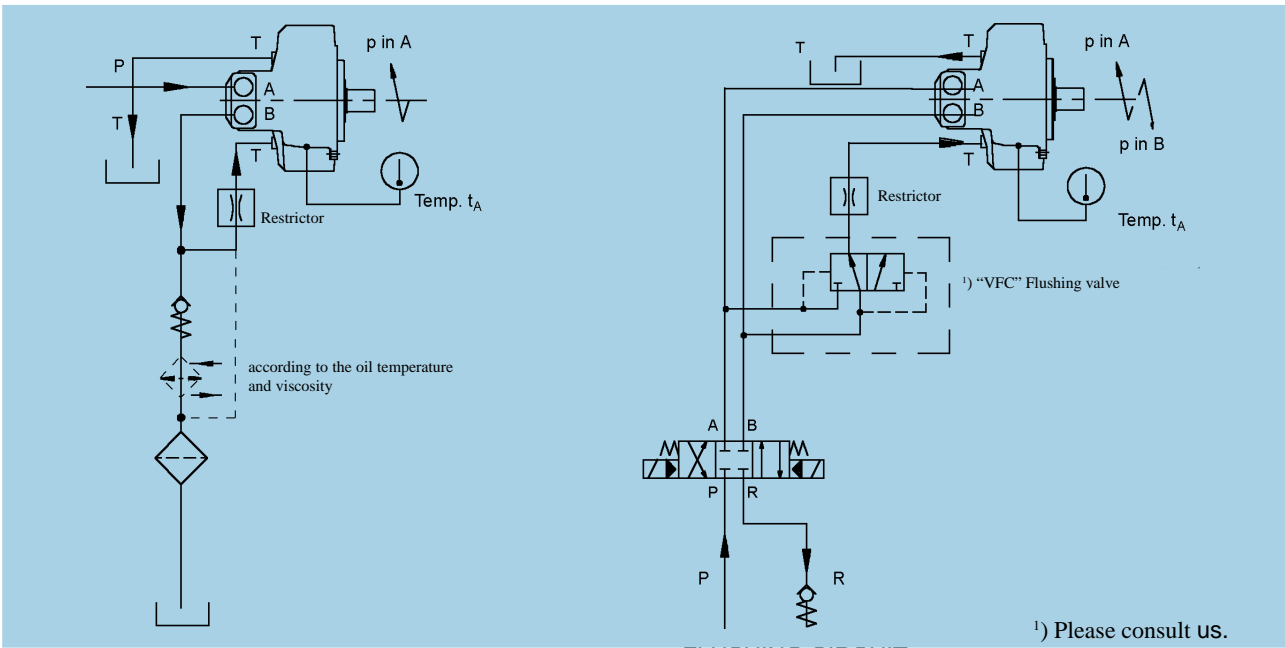 T
p in A
P
A
B
T
T
Temp. tA
Restrictor
according to the oil temperature
and viscosity
T
T
p in A
A
B
p in B
T
Restrictor
Temp. tA
1) “VFC” Flushing valve
A B
P R
P
R
1) Please consult us.